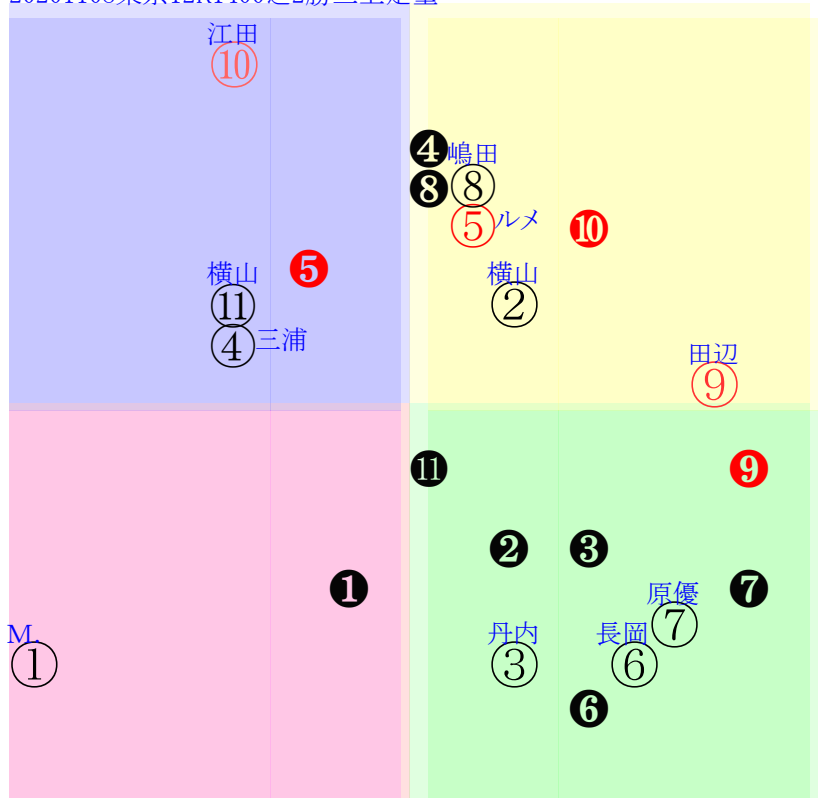 江田
⑩
❹
嶋田
❽
⑧
⑤
ルメ
❿
横山
❺
横山
⑪
②
④
三浦
田辺
⑨
⓫
❾
❷
❸
❶
❼
原優
⑦
M.
丹内
長岡
①
③
⑥
❻